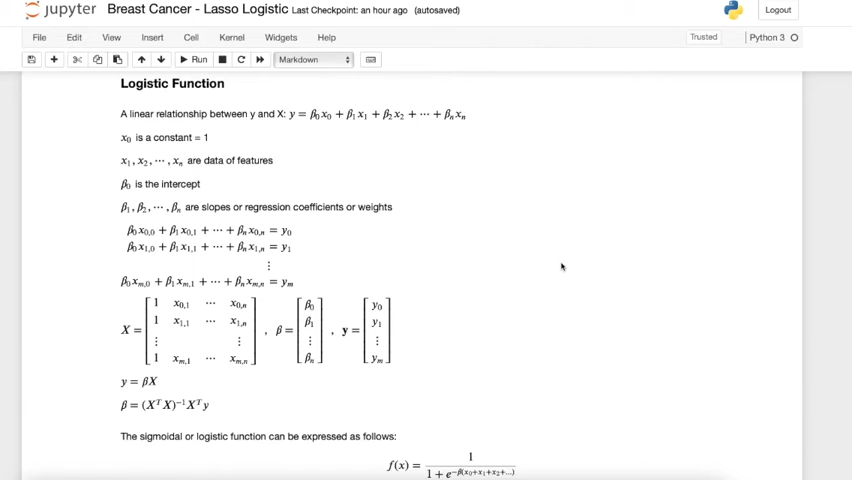 jupyter Breast Cancer - Lasso Logistic Last Checkpoint: an hour ago (autosaved) Logout
File Edit View Insert Cell Kernel Widgets Help Trusted Python 3
Run Markdown
Logistic Function
A linear relationship between y and X: y = β₀x₀ + β₁x₁ + β₂x₂ + ⋯ + βₙxₙ
x₀ is a constant = 1
x₁, x₂, ⋯, xₙ are data of features
β₀ is the intercept
β₁, β₂, ⋯, βₙ are slopes or regression coefficients or weights
β₀x₀,₀ + β₁x₀,₁ + ⋯ + βₙx₀,ₙ = y₀
β₀x₁,₀ + β₁x₁,₁ + ⋯ + βₙx₁,ₙ = y₁
⋮
β₀xₘ,₀ + β₁xₘ,₁ + ⋯ + βₙxₘ,ₙ = yₘ
1 x₀,₁ ⋯ x₀,ₙ β₀ y₀
1 x₁,₁ ⋯ x₁,ₙ β₁ y₁
X = , β = , y =
⋮ ⋮ ⋮ ⋮
1 xₘ,₁ ⋯ xₘ,ₙ βₙ yₘ
y = βX
β = (XᵀX)⁻¹Xᵀy
The sigmoidal or logistic function can be expressed as follows:
f(x) = 1 / 1 + e^−β(x₀+x₁+x₂+...)